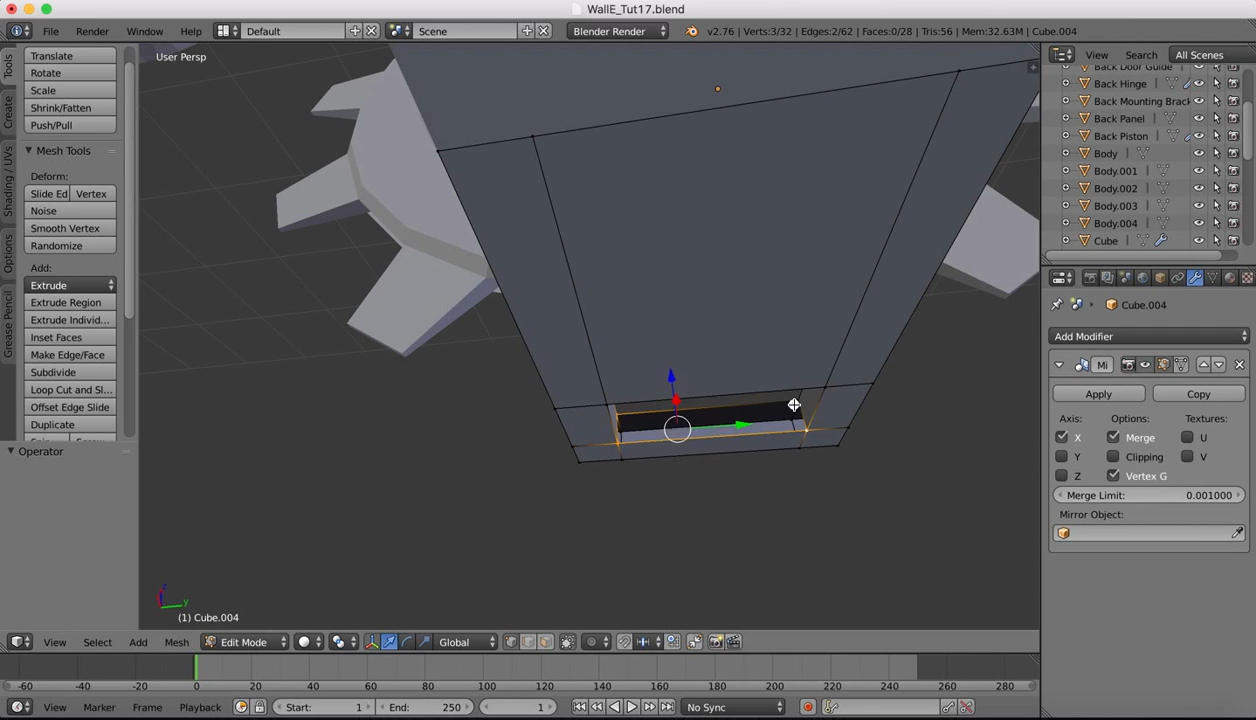 WallE_Tut17.blend
File Render Window Help Default Scene Blender Render v2.76 | Verts:3/32 | Edges:2/62 | Faces:0/28 | Tris:56 | Mem:32.63M | Cube.004
View Search All Scenes
Tools
Create
Shading / UVs
Options
Grease Pencil
Translate
Rotate
Scale
Shrink/Fatten
Push/Pull
Mesh Tools
Deform:
Slide Ed Vertex
Noise
Smooth Vertex
Randomize
Add:
Extrude
Extrude Region
Extrude Individ...
Inset Faces
Make Edge/Face
Subdivide
Loop Cut and Sl...
Offset Edge Slide
Duplicate
Operator
User Persp
z
y
(1) Cube.004
Back Door Guide
Back Hinge
Back Mounting Brack
Back Panel
Back Piston
Body
Body.001
Body.002
Body.003
Body.004
Cube
Cube.004
Add Modifier
Mi
Apply Copy
Axis: Options: Textures:
X Merge U
Y Clipping V
Z Vertex G
Merge Limit: 0.001000
Mirror Object:
View Select Add Mesh Edit Mode Global
-60 -40 -20 0 20 40 60 80 100 120 140 160 180 200 220 240 260 280
View Marker Frame Playback Start: 1 End: 250 1 No Sync